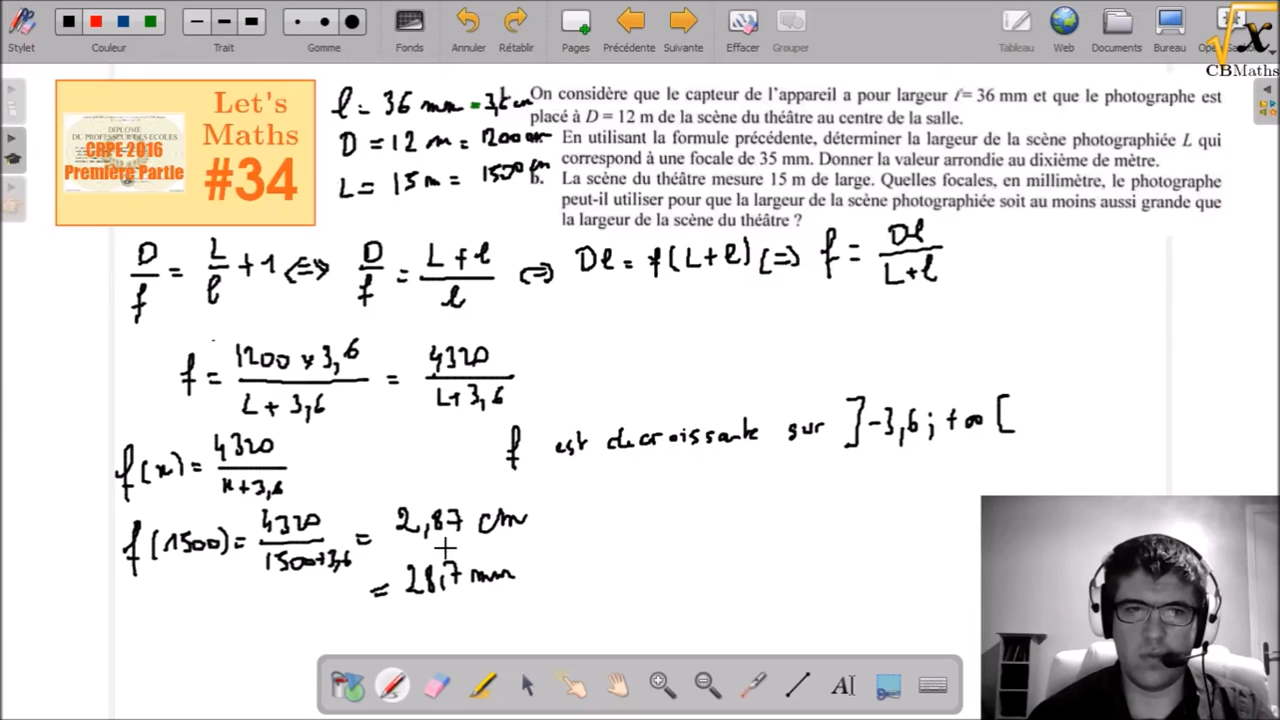 Stylet Couleur Trait Gomme Fonds Annuler Rétablir Pages Précédente Suivante Effacer Grouper Tableau Web Documents Bureau
CBMaths
Let's
Maths
#34
DIPLOME
DE PROFESSEUR DES ECOLES
CRPE 2016
Première Partie
l = 36 mm = 3,6 cm
D = 12 m = 1200 cm
L = 15 m = 1500 cm
On considère que le capteur de l'appareil a pour largeur ℓ = 36 mm et que le photographe est
placé à D = 12 m de la scène du théâtre au centre de la salle.
En utilisant la formule précédente, déterminer la largeur de la scène photographiée L qui
correspond à une focale de 35 mm. Donner la valeur arrondie au dixième de mètre.
b. La scène du théâtre mesure 15 m de large. Quelles focales, en millimètre, le photographe
peut-il utiliser pour que la largeur de la scène photographiée soit au moins aussi grande que
la largeur de la scène du théâtre ?
D/f = L/l + 1 <=> D/f = L+l/l <=> Dl = f(L+l) <=> f = Dl/L+l
f = 1200 × 3,6/L + 3,6 = 4320/L+3,6
f(x) = 4320/x+3,6
f est decroissante sur ]-3,6 ; +∞[
f(1500) = 4320/1500+3,6 = 2,87 cm
= 28,7 mm